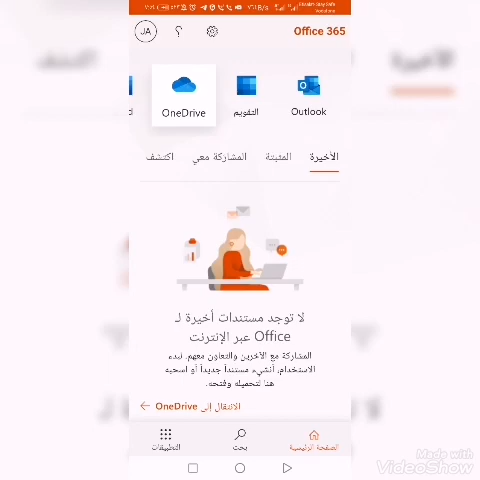 JA
Office 365
OneDrive
التقويم
Outlook
الأخيرة
المثبتة
المشاركة معي
اكتشف
لا توجد مستندات أخيرة لـ
Office عبر الإنترنت
المشاركة مع الآخرين والتعاون معهم. لبدء
الاستخدام، أنشئ مستنداً جديداً أو اسحبه
هنا لتحميله وفتحه.
الانتقال إلى OneDrive
الصفحة الرئيسية
بحث
التطبيقات
Made with
VideoShow